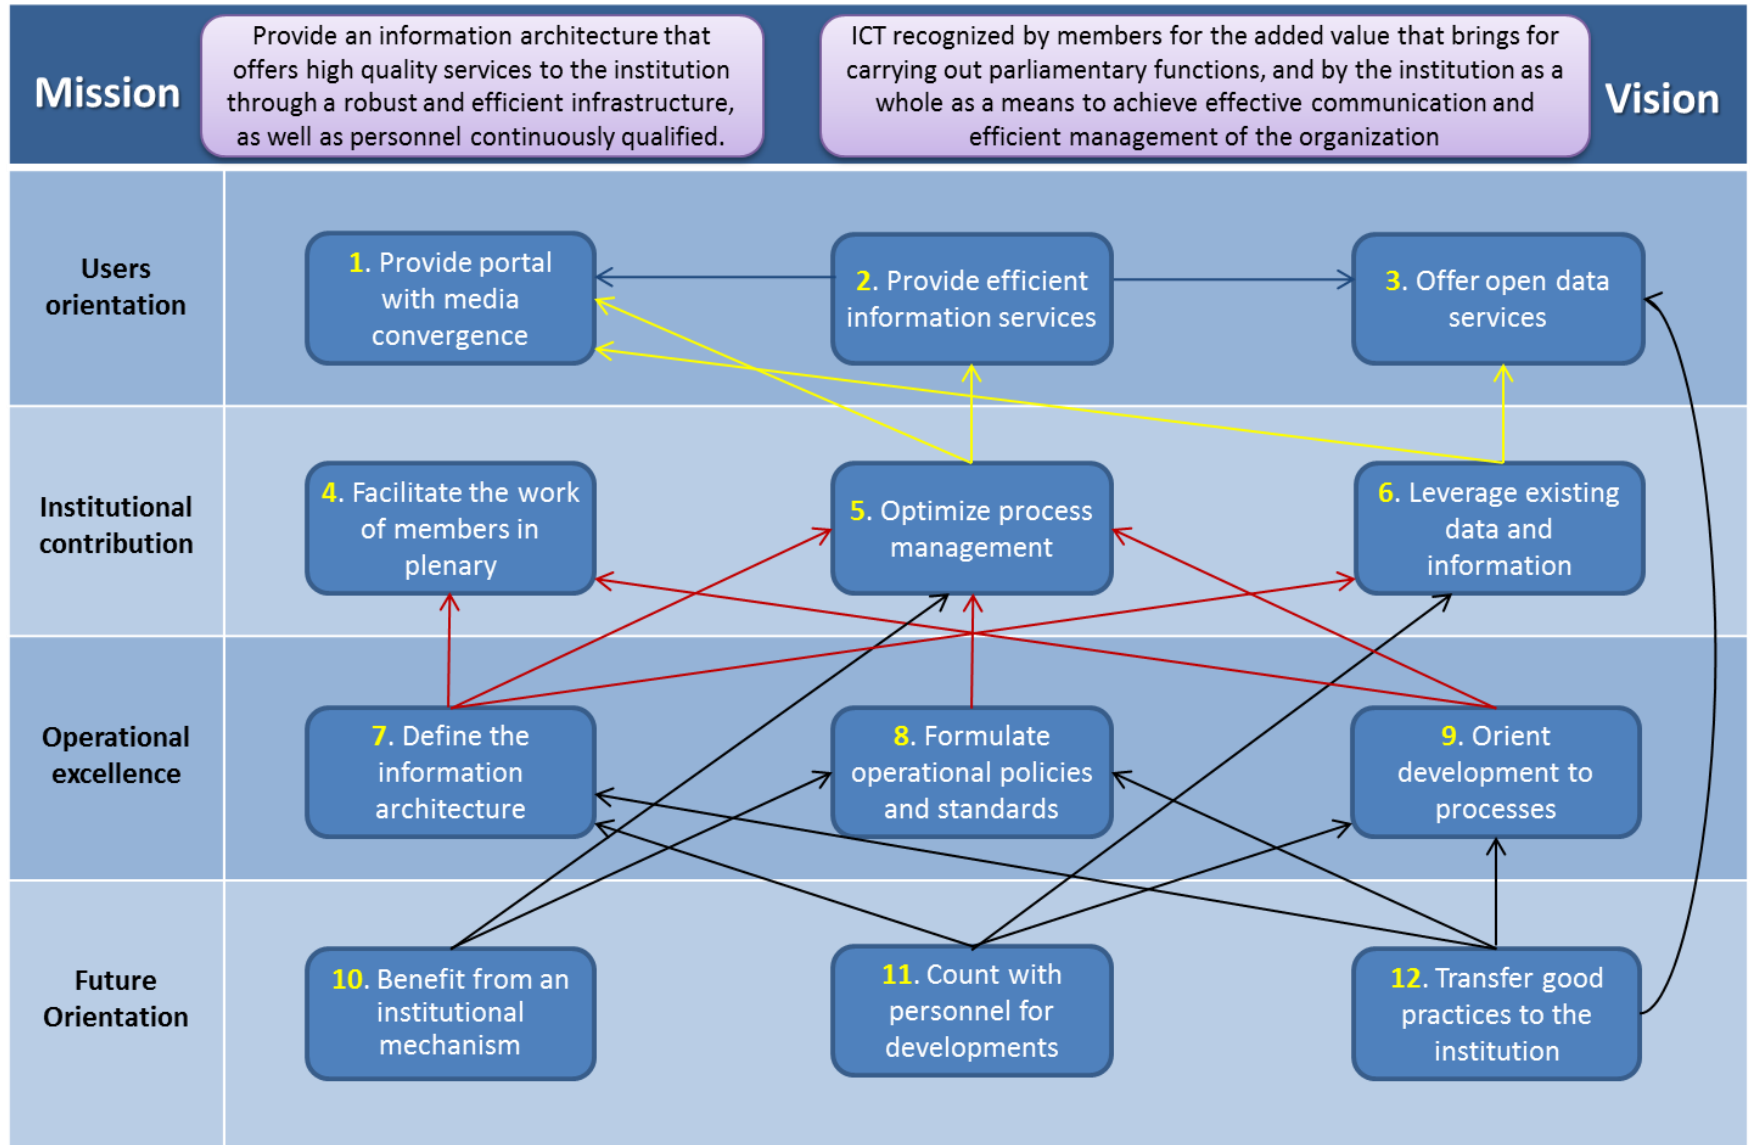 Mission
Provide an information architecture that
offers high quality services to the institution
through a robust and efficient infrastructure,
as well as personnel continuously qualified.
ICT recognized by members for the added value that brings for
carrying out parliamentary functions, and by the institution as a
whole as a means to achieve effective communication and
efficient management of the organization
Vision
Users
orientation
1. Provide portal
with media
convergence
2. Provide efficient
information services
3. Offer open data
services
Institutional
contribution
4. Facilitate the work
of members in
plenary
5. Optimize process
management
6. Leverage existing
data and
information
Operational
excellence
7. Define the
information
architecture
8. Formulate
operational policies
and standards
9. Orient
development to
processes
Future
Orientation
10. Benefit from an
institutional
mechanism
11. Count with
personnel for
developments
12. Transfer good
practices to the
institution